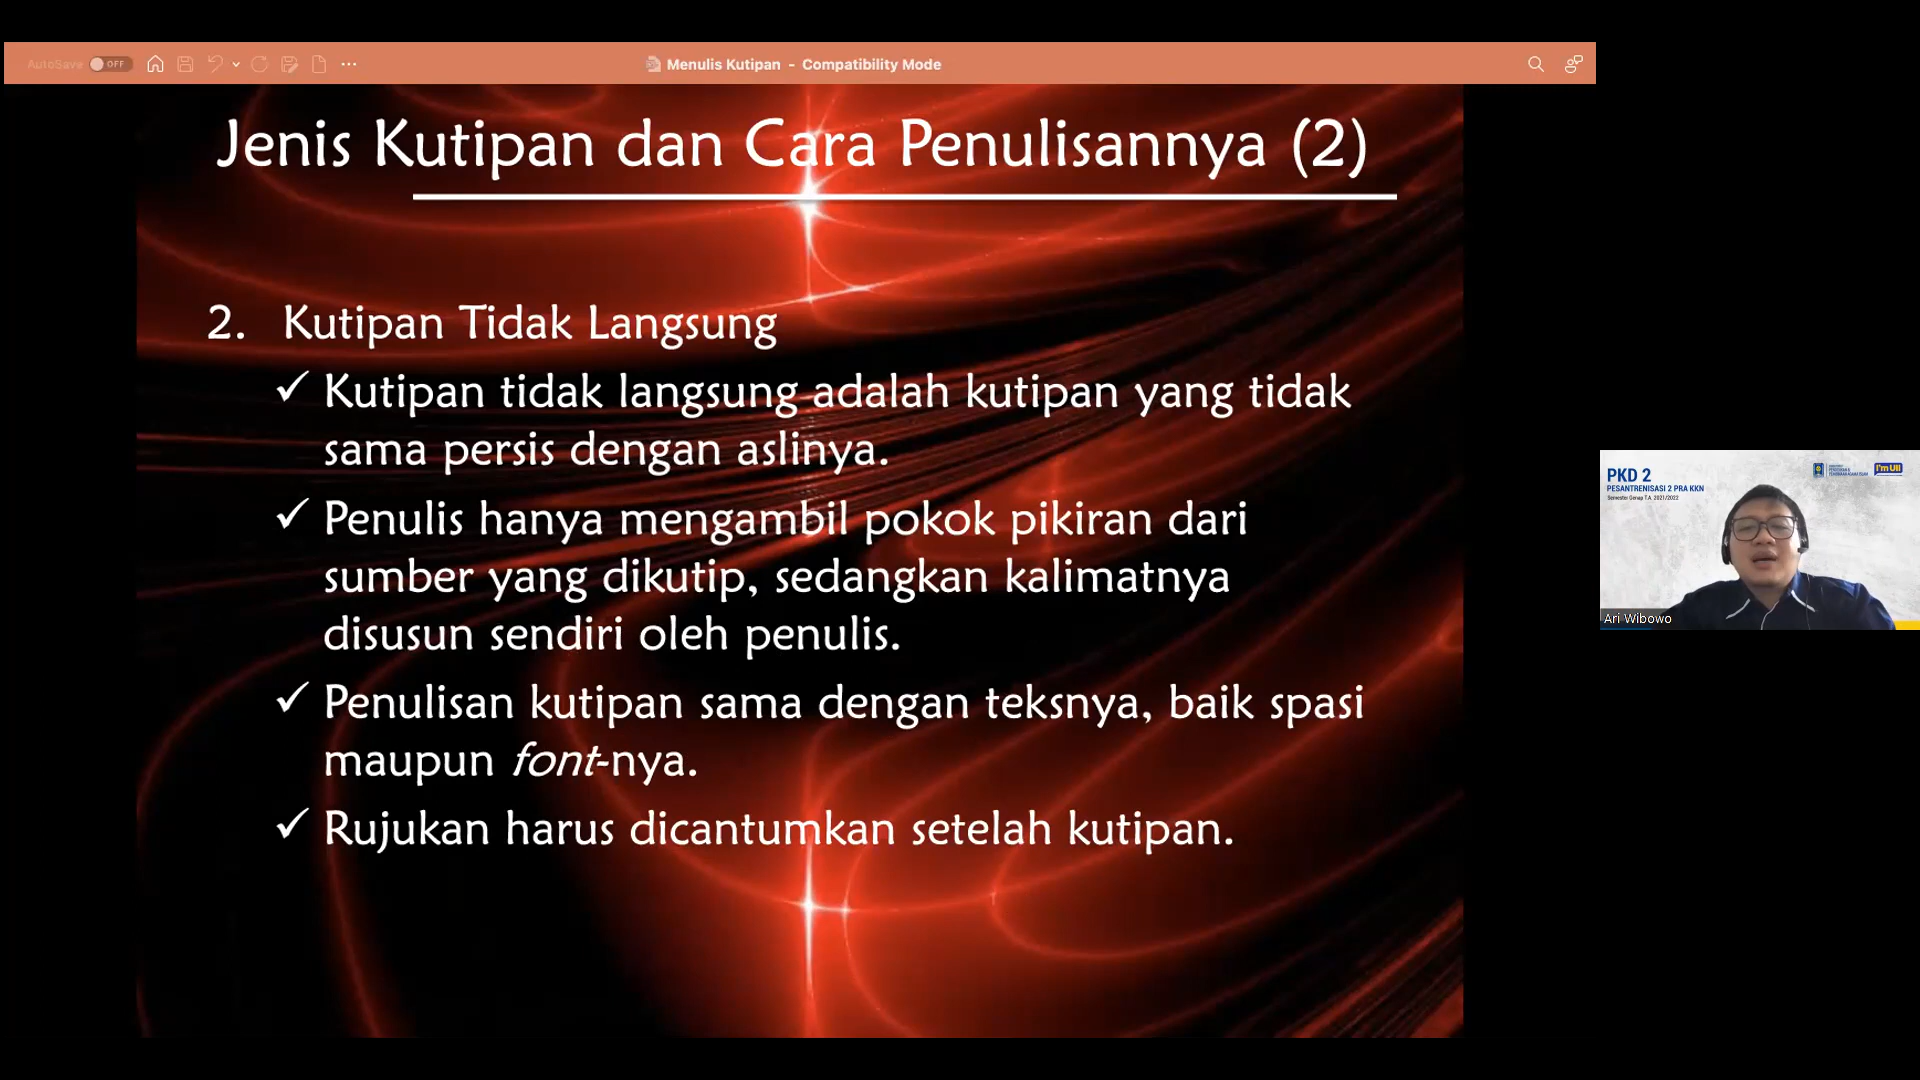 AutoSave OFF
Menulis Kutipan - Compatibility Mode
Jenis Kutipan dan Cara Penulisannya (2)
2. Kutipan Tidak Langsung
✓ Kutipan tidak langsung adalah kutipan yang tidak
sama persis dengan aslinya.
✓ Penulis hanya mengambil pokok pikiran dari
sumber yang dikutip, sedangkan kalimatnya
disusun sendiri oleh penulis.
✓ Penulisan kutipan sama dengan teksnya, baik spasi
maupun font-nya.
✓ Rujukan harus dicantumkan setelah kutipan.
PKD 2
PESANTRENISASI 2 PRA KKN
Semester Genap T.A. 2021/2022
I'm UII
Ari Wibowo